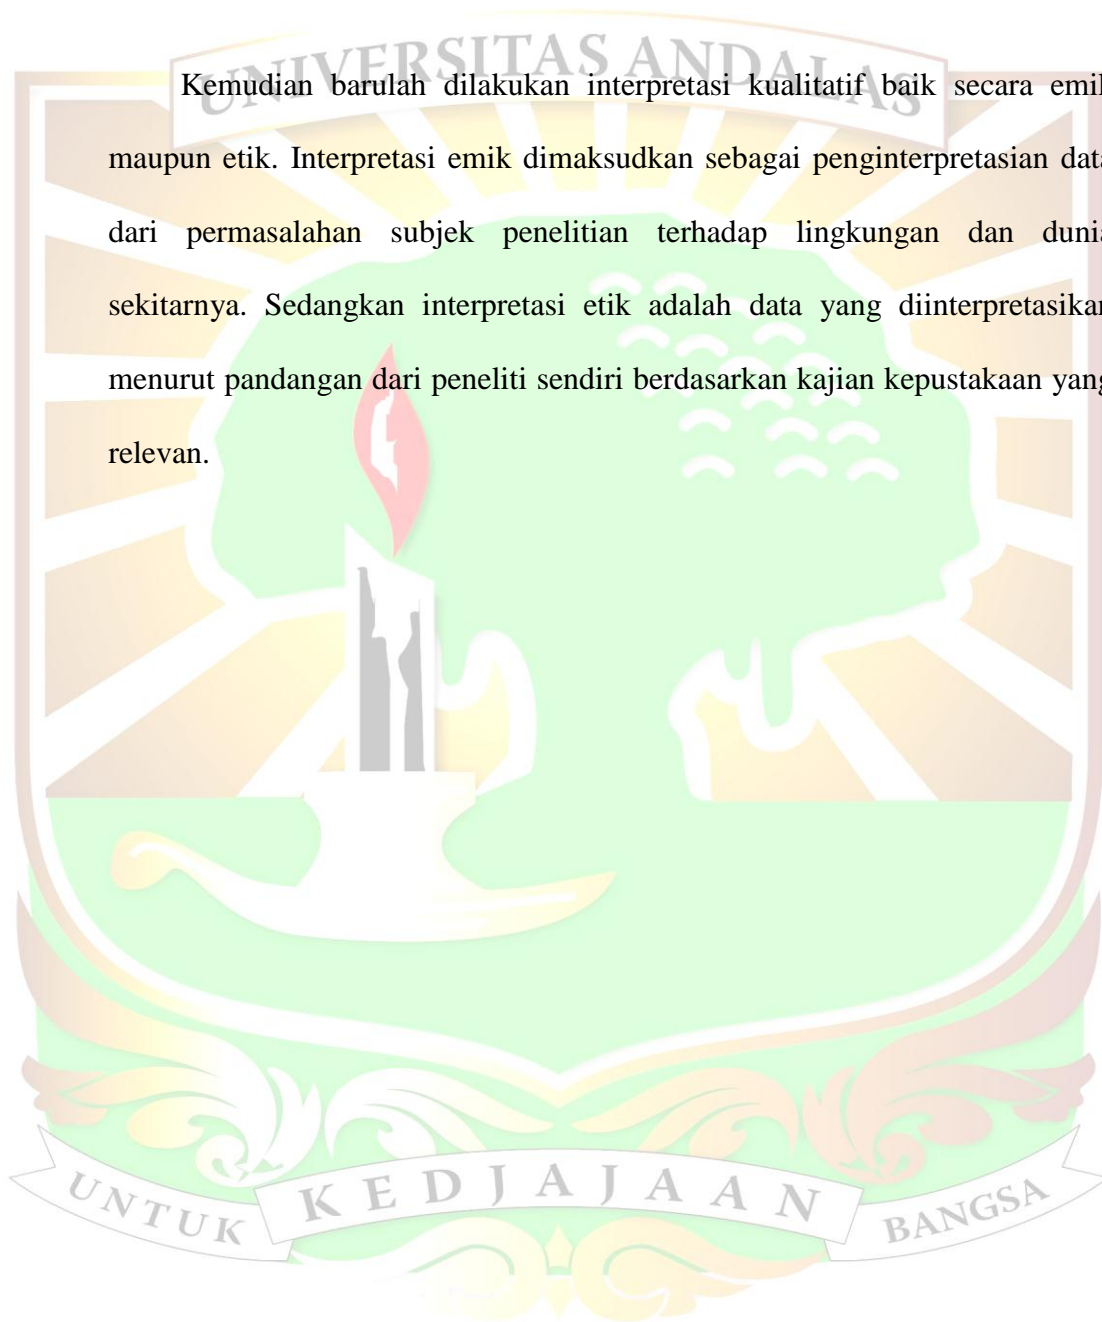 UNIVERSITAS ANDALAS
Kemudian barulah dilakukan interpretasi kualitatif baik secara emik
maupun etik. Interpretasi emik dimaksudkan sebagai penginterpretasian data
dari permasalahan subjek penelitian terhadap lingkungan dan dunia
sekitarnya. Sedangkan interpretasi etik adalah data yang diinterpretasikan
menurut pandangan dari peneliti sendiri berdasarkan kajian kepustakaan yang
relevan.
UNTUK KEDJAJAAN BANGSA